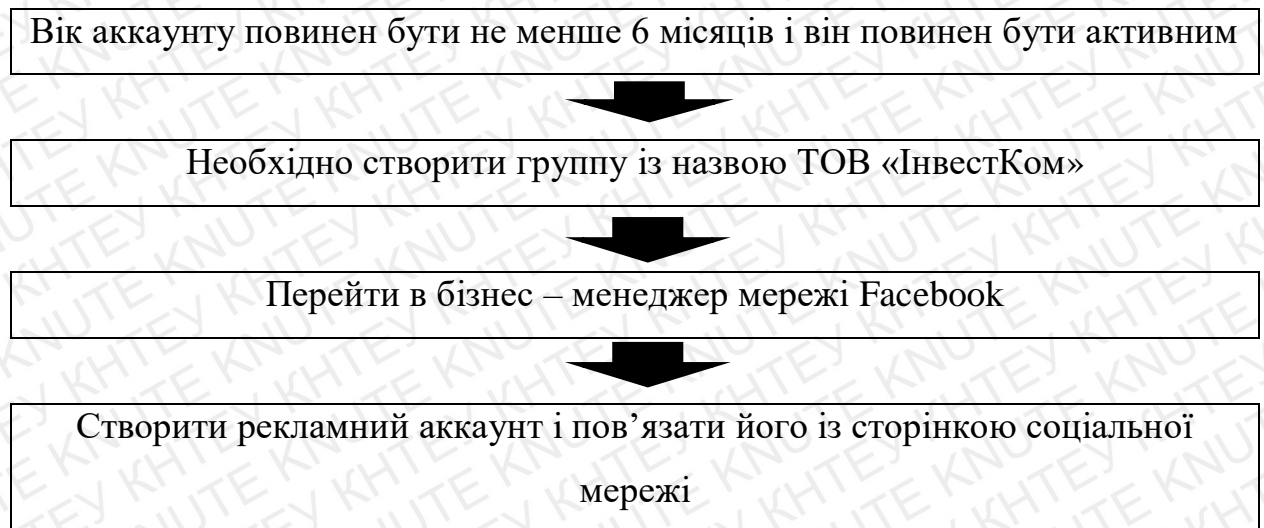 Вік аккаунту повинен бути не менше 6 місяців і він повинен бути активним
Необхідно створити группу із назвою ТОВ «ІнвестКом»
Перейти в бізнес – менеджер мережі Facebook
Створити рекламний аккаунт і пов’язати його із сторінкою соціальної
мережі